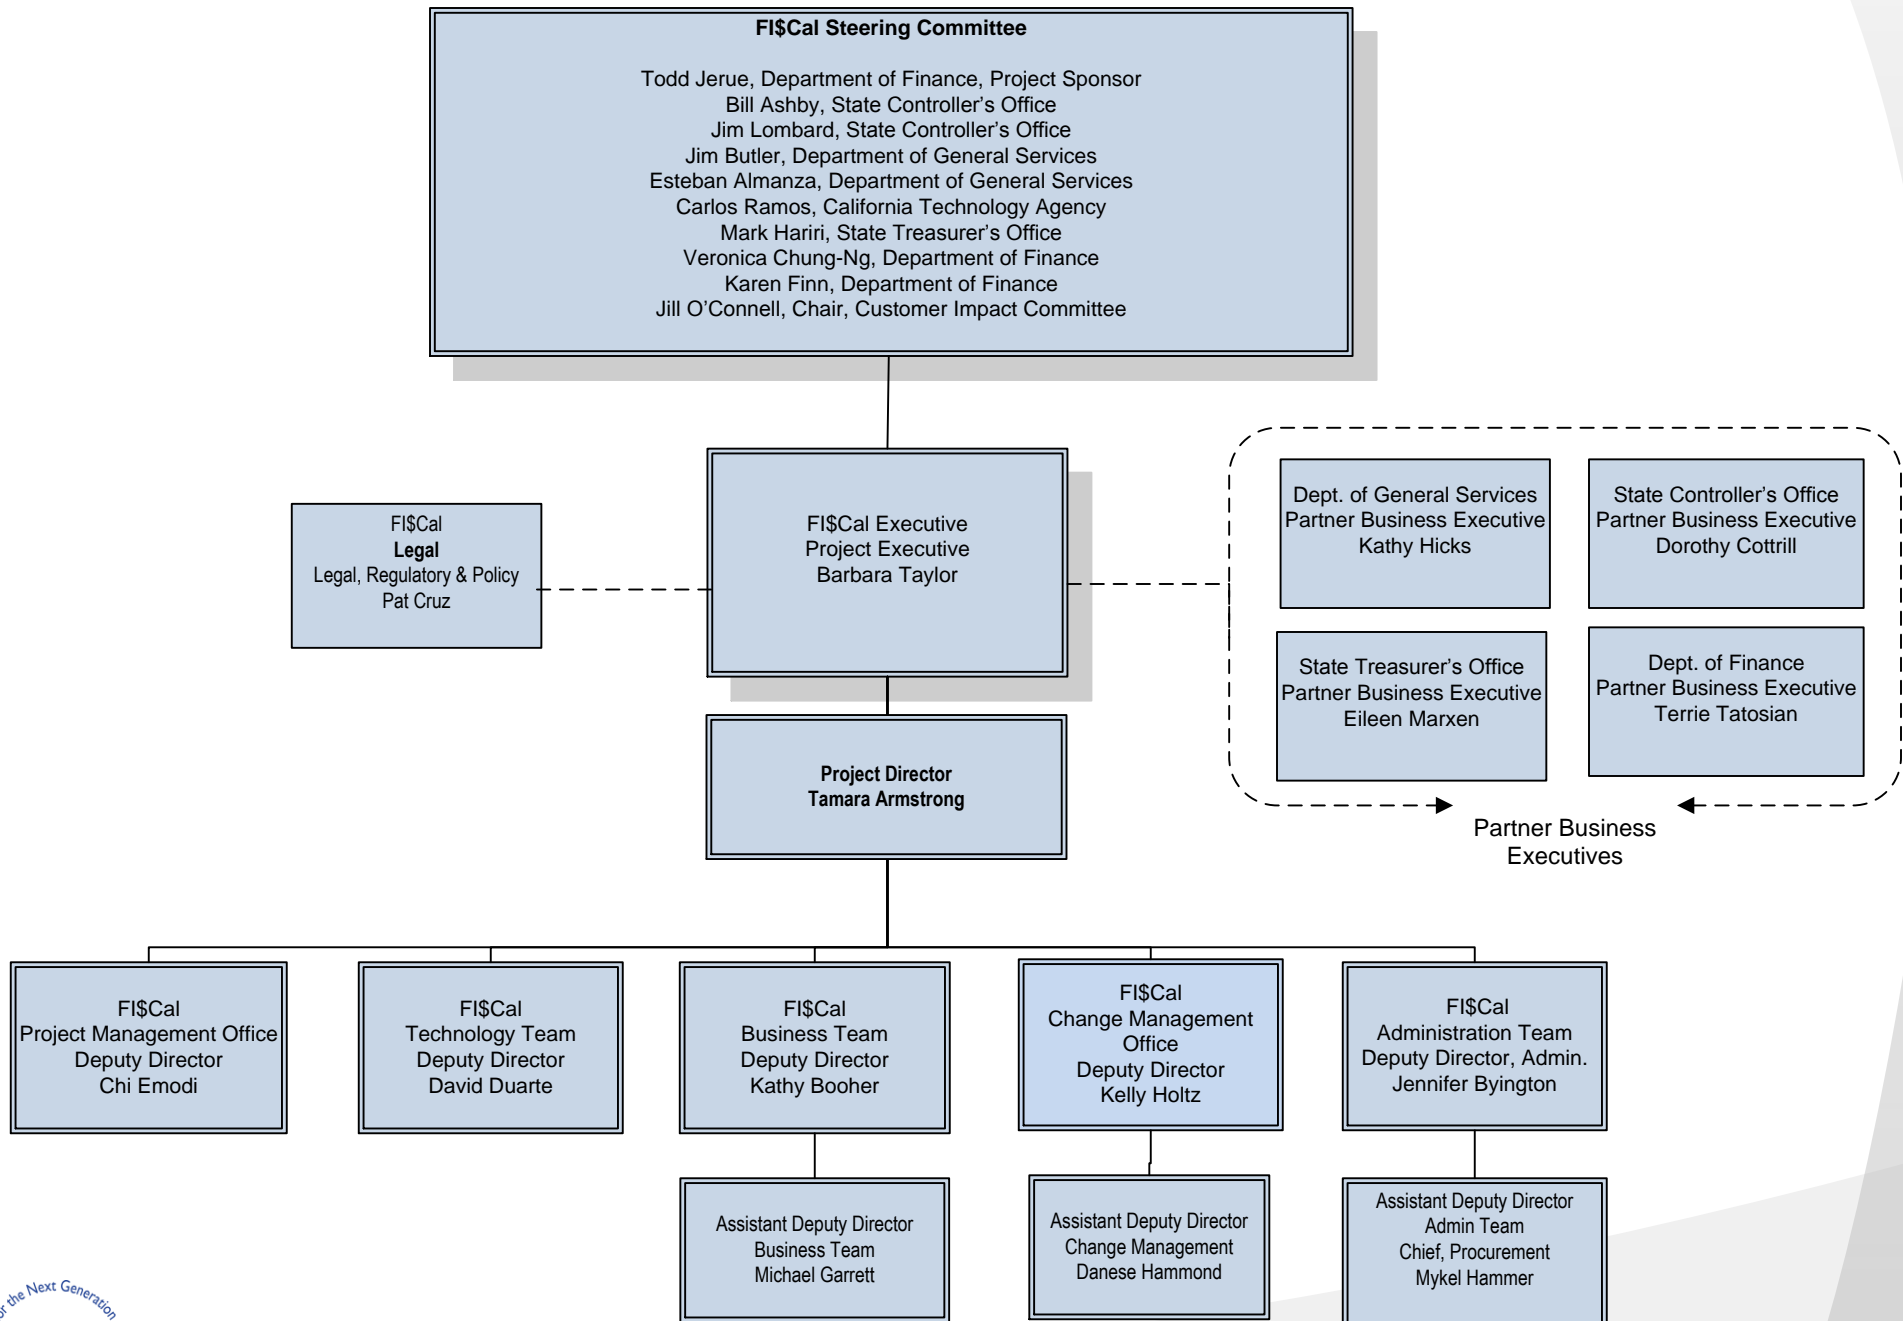 FI$Cal Steering Committee
Todd Jerue, Department of Finance, Project Sponsor
Bill Ashby, State Controller’s Office
Jim Lombard, State Controller’s Office
Jim Butler, Department of General Services
Esteban Almanza, Department of General Services
Carlos Ramos, California Technology Agency
Mark Hariri, State Treasurer’s Office
Veronica Chung-Ng, Department of Finance
Karen Finn, Department of Finance
Jill O’Connell, Chair, Customer Impact Committee
FI$Cal
Legal
Legal, Regulatory & Policy
Pat Cruz
FI$Cal Executive
Project Executive
Barbara Taylor
Dept. of General Services
Partner Business Executive
Kathy Hicks
State Controller’s Office
Partner Business Executive
Dorothy Cottrill
State Treasurer’s Office
Partner Business Executive
Eileen Marxen
Dept. of Finance
Partner Business Executive
Terrie Tatosian
Partner Business
Executives
Project Director
Tamara Armstrong
FI$Cal
Project Management Office
Deputy Director
Chi Emodi
FI$Cal
Technology Team
Deputy Director
David Duarte
FI$Cal
Business Team
Deputy Director
Kathy Booher
FI$Cal
Change Management
Office
Deputy Director
Kelly Holtz
FI$Cal
Administration Team
Deputy Director, Admin.
Jennifer Byington
Assistant Deputy Director
Business Team
Michael Garrett
Assistant Deputy Director
Change Management
Danese Hammond
Assistant Deputy Director
Admin Team
Chief, Procurement
Mykel Hammer
the Next Generation